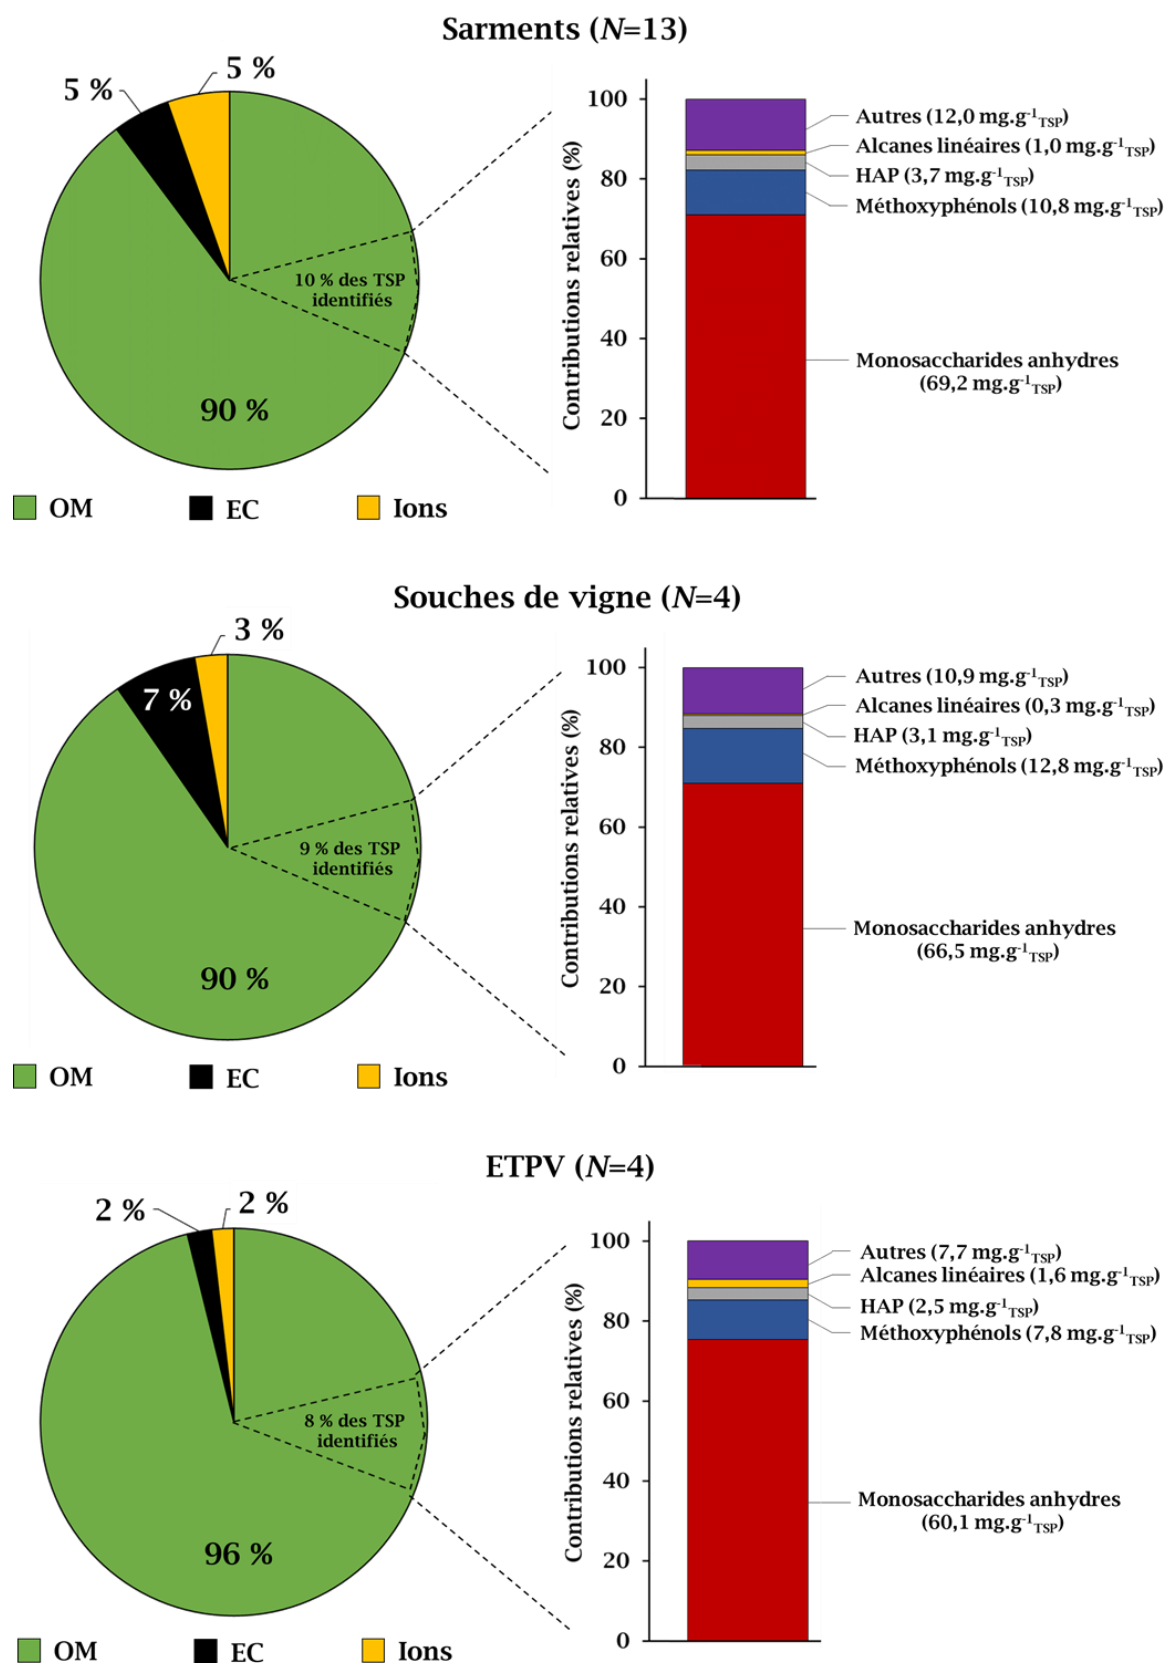 Sarments (N=13)
5 %
5 %
10 % des TSP
identifiés
90 %
OM
EC
Ions
Contributions relatives (%)
100
80
60
40
20
0
Autres (12,0 mg.g-1TSP)
Alcanes linéaires (1,0 mg.g-1TSP)
HAP (3,7 mg.g-1TSP)
Méthoxyphénols (10,8 mg.g-1TSP)
Monosaccharides anhydres
(69,2 mg.g-1TSP)
Souches de vigne (N=4)
3 %
7 %
9 % des TSP
identifiés
90 %
OM
EC
Ions
Contributions relatives (%)
100
80
60
40
20
0
Autres (10,9 mg.g-1TSP)
Alcanes linéaires (0,3 mg.g-1TSP)
HAP (3,1 mg.g-1TSP)
Méthoxyphénols (12,8 mg.g-1TSP)
Monosaccharides anhydres
(66,5 mg.g-1TSP)
ETPV (N=4)
2 %
2 %
8 % des TSP
identifiés
96 %
OM
EC
Ions
Contributions relatives (%)
100
80
60
40
20
0
Autres (7,7 mg.g-1TSP)
Alcanes linéaires (1,6 mg.g-1TSP)
HAP (2,5 mg.g-1TSP)
Méthoxyphénols (7,8 mg.g-1TSP)
Monosaccharides anhydres
(60,1 mg.g-1TSP)